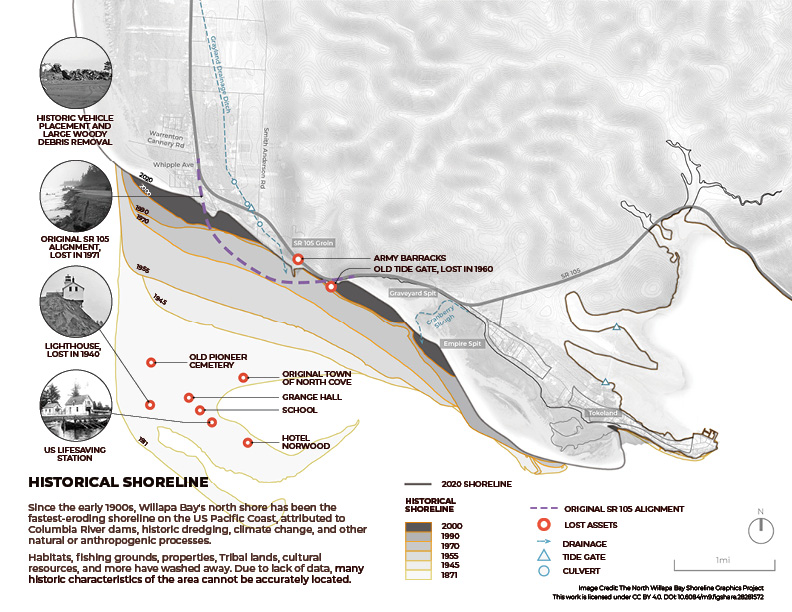 HISTORIC VEHICLE
PLACEMENT AND
LARGE WOODY
DEBRIS REMOVAL
ORIGINAL SR 105
ALIGNMENT,
LOST IN 1971
LIGHTHOUSE,
LOST IN 1940
US LIFESAVING
STATION
Grayland Drainage Ditch
Warrenton
Cannery Rd
Smith Anderson Rd
Whipple Ave
2020
2000
1990
1970
1955
1945
SR 105 Groin
ARMY BARRACKS
OLD TIDE GATE, LOST IN 1960
SR 105
Graveyard Spit
Cranberry
Slough
Empire Spit
Tokeland
OLD PIONEER
CEMETERY
ORIGINAL TOWN
OF NORTH COVE
GRANGE HALL
SCHOOL
HOTEL
NORWOOD
HISTORICAL SHORELINE
Since the early 1900s, Willapa Bay's north shore has been the
fastest-eroding shoreline on the US Pacific Coast, attributed to
Columbia River dams, historic dredging, climate change, and other
natural or anthropogenic processes.
Habitats, fishing grounds, properties, Tribal lands, cultural
resources, and more have washed away. Due to lack of data, many
historic characteristics of the area cannot be accurately located.
2020 SHORELINE
HISTORICAL
SHORELINE
2000
1990
1970
1955
1945
1871
ORIGINAL SR 105 ALIGNMENT
LOST ASSETS
DRAINAGE
TIDE GATE
CULVERT
N
1mi
Image Credit: The North Willapa Bay Shoreline Graphics Project
This work is licensed under CC BY 4.0. DOI: 10.6084/m9.figshare.28281572